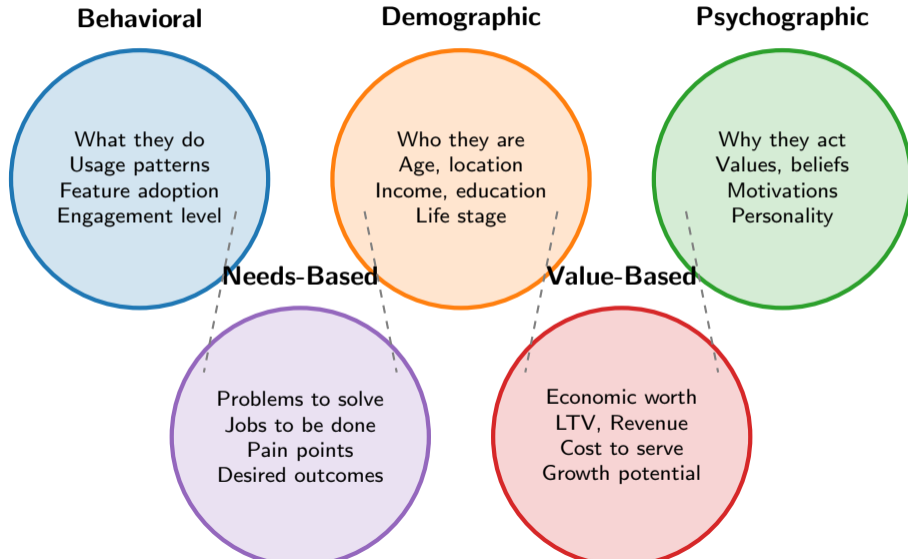 Behavioral
What they do
Usage patterns
Feature adoption
Engagement level
Demographic
Who they are
Age, location
Income, education
Life stage
Psychographic
Why they act
Values, beliefs
Motivations
Personality
Needs-Based
Problems to solve
Jobs to be done
Pain points
Desired outcomes
Value-Based
Economic worth
LTV, Revenue
Cost to serve
Growth potential